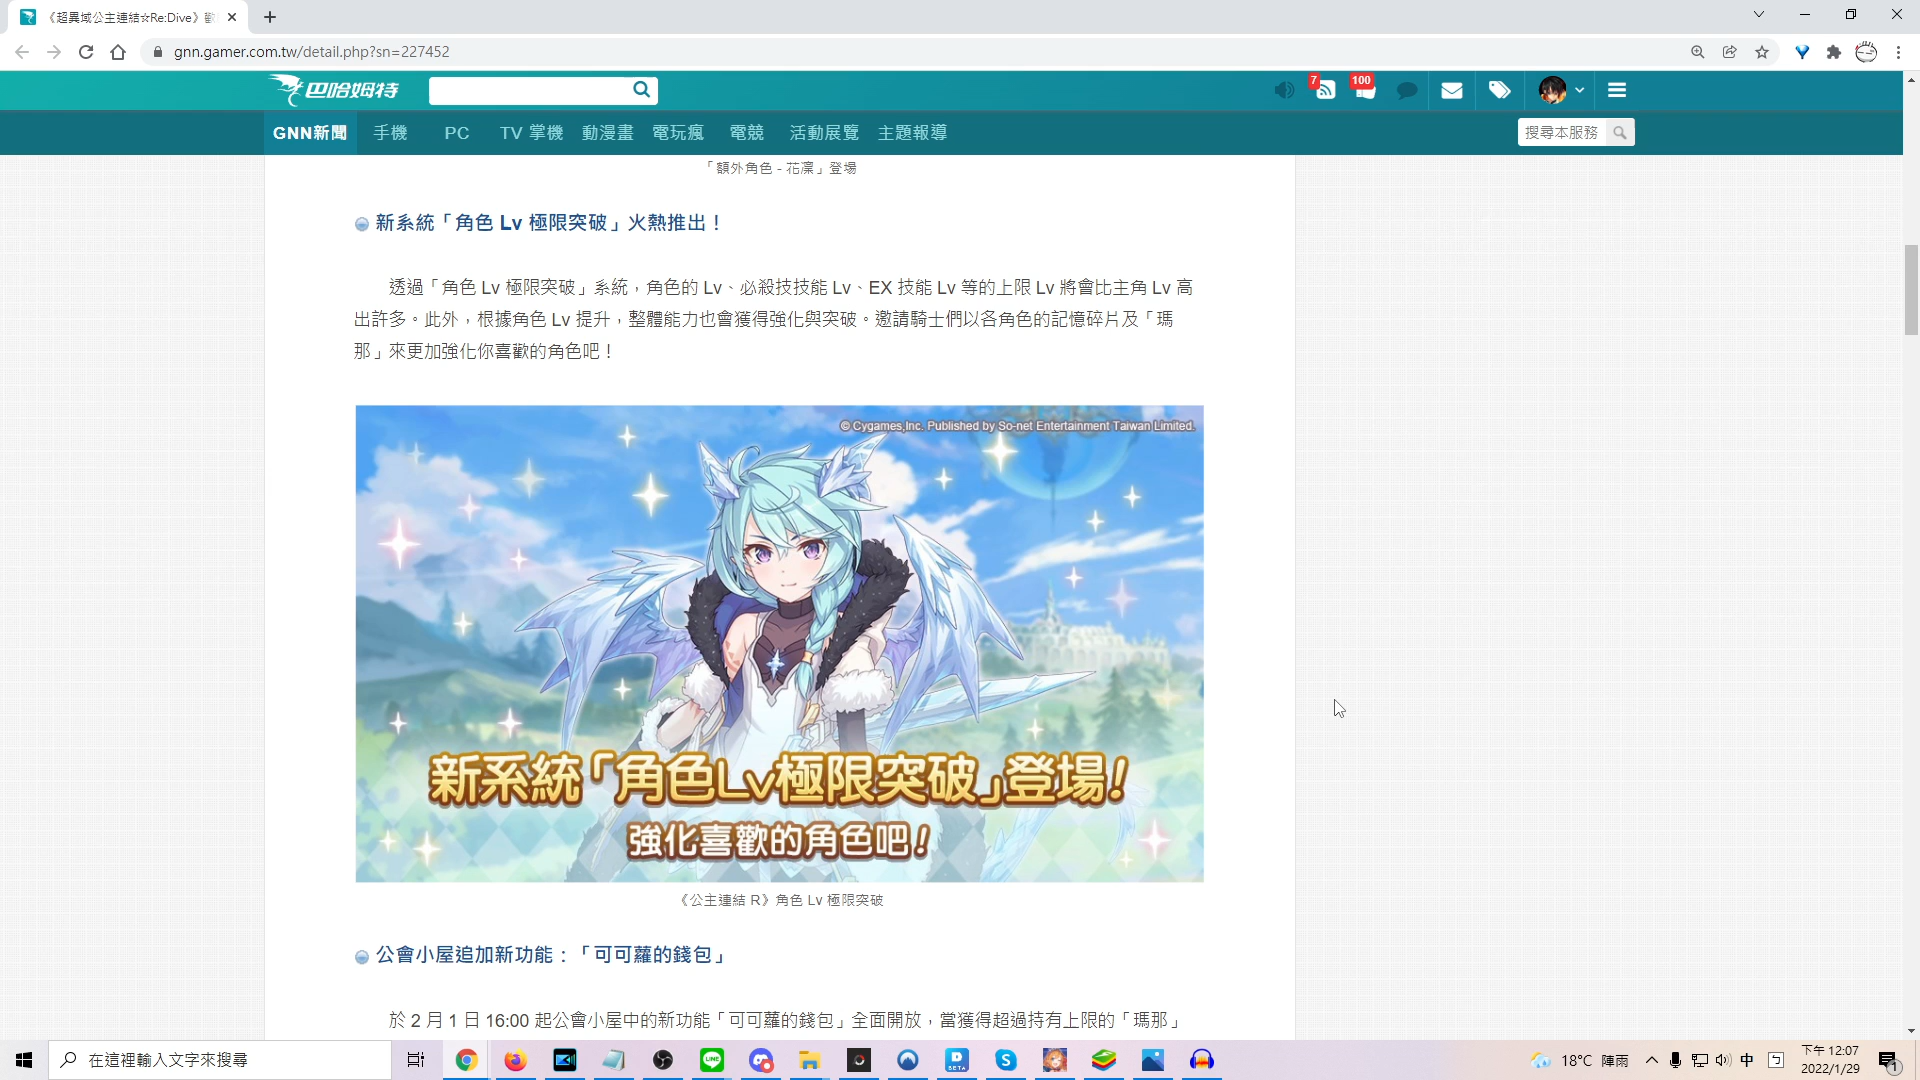 《超異域公主連結☆Re:Dive》
gnn.gamer.com.tw/detail.php?sn=227452
巴哈姆特
7
100
GNN新聞
手機
PC
TV 掌機
動漫畫
電玩瘋
電競
活動展覽
主題報導
搜尋本服務
「額外角色 - 花凜」登場
新系統「角色 Lv 極限突破」火熱推出！
透過「角色 Lv 極限突破」系統，角色的 Lv、必殺技技能 Lv、EX 技能 Lv 等的上限 Lv 將會比主角 Lv 高
出許多。此外，根據角色 Lv 提升，整體能力也會獲得強化與突破。邀請騎士們以各角色的記憶碎片及「瑪
那」來更加強化你喜歡的角色吧！
© Cygames,Inc. Published by So-net Entertainment Taiwan Limited.
新系統「角色Lv極限突破」登場!
強化喜歡的角色吧!
《公主連結 R》角色 Lv 極限突破
公會小屋追加新功能：「可可蘿的錢包」
於 2 月 1 日 16:00 起公會小屋中的新功能「可可蘿的錢包」全面開放，當獲得超過持有上限的「瑪那」
在這裡輸入文字來搜尋
LINE
BETA
18°C 陣雨
中
下午 12:07
2022/1/29
1